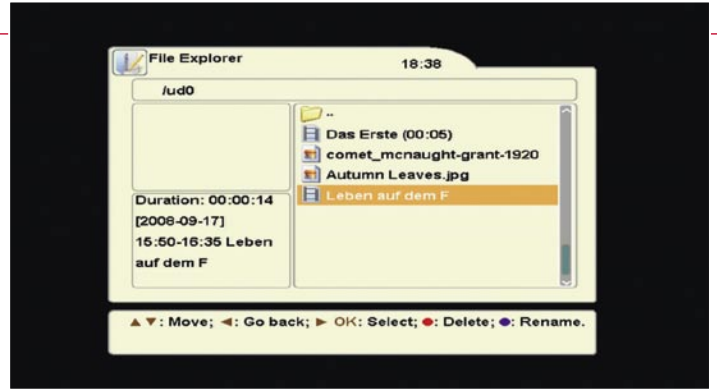 File Explorer
18:38
/ud0
..
Das Erste (00:05)
comet_mcnaught-grant-1920
Autumn Leaves.jpg
Leben auf dem F
Duration: 00:00:14
[2008-09-17]
15:50-16:35 Leben
auf dem F
▲ ▼: Move; ◄: Go back; ► OK: Select; ●: Delete; ●: Rename.